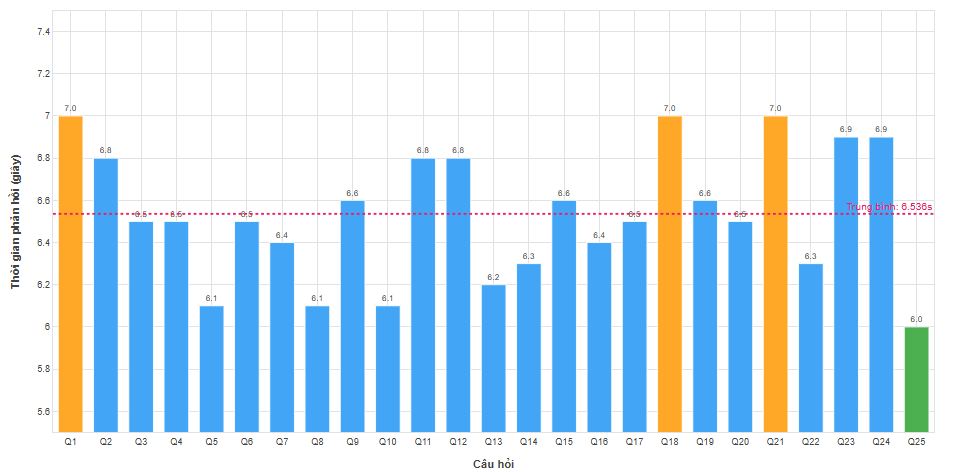 7.4
7.2
7
6.8
6.6
6.4
6.2
6
5.8
5.6
Thời gian phản hồi (giây)
7.0 6.8 6.5 6.5 6.1 6.5 6.4 6.1 6.6 6.1 6.8 6.8 6.2 6.3 6.6 6.4 6.5 7.0 6.6 6.5 7.0 6.3 6.9 6.9 6.0
Trung bình: 6.536s
Q1 Q2 Q3 Q4 Q5 Q6 Q7 Q8 Q9 Q10 Q11 Q12 Q13 Q14 Q15 Q16 Q17 Q18 Q19 Q20 Q21 Q22 Q23 Q24 Q25
Câu hỏi